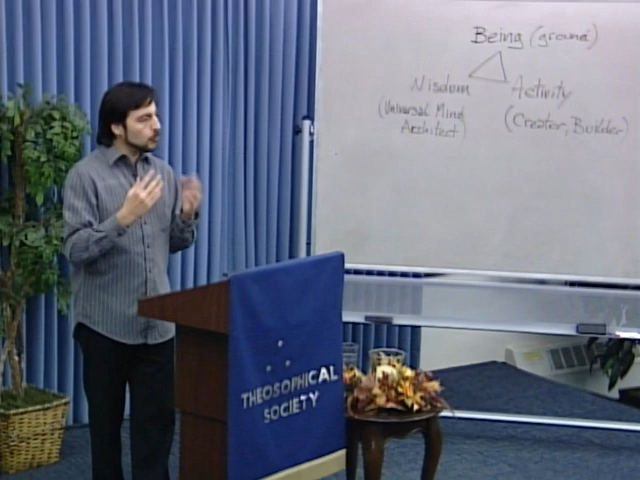 Being (ground)
Wisdom Activity
(Universal Mind
Architect)
(Creator, Builder)
THEOSOPHICAL
SOCIETY